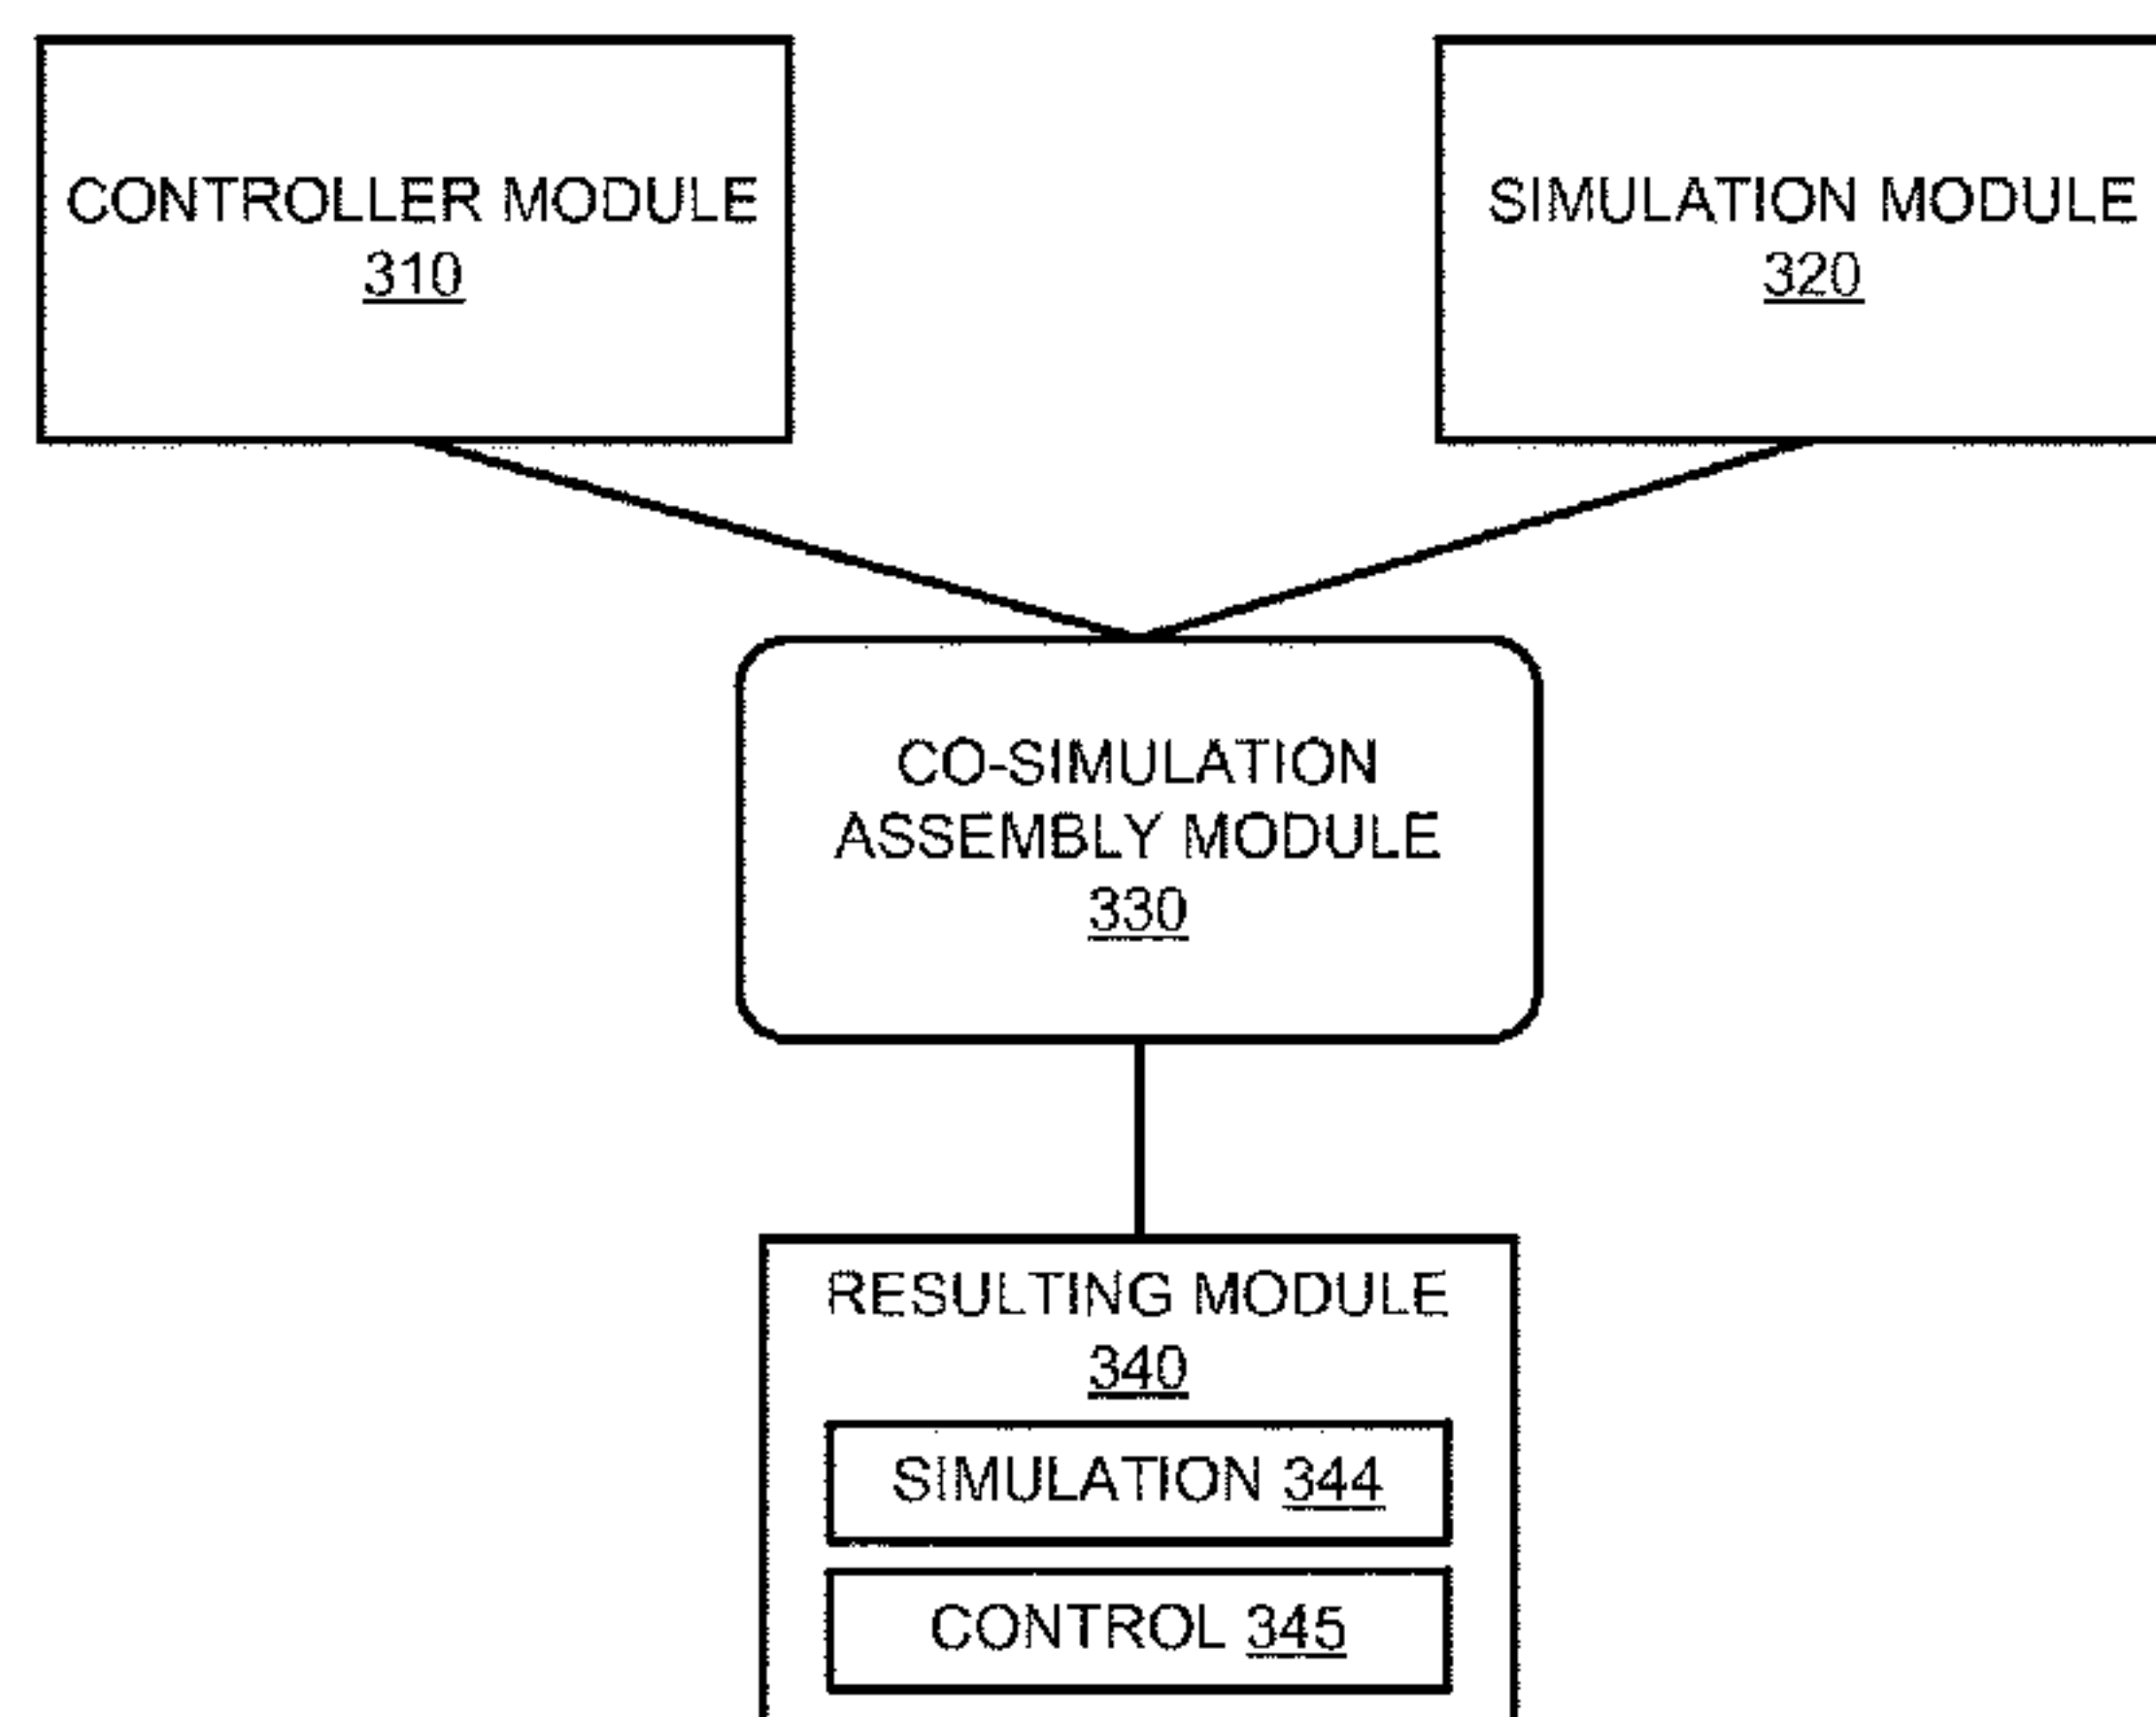 CONTROLLER MODULE
310
SIMULATION MODULE
320
CO-SIMULATION
ASSEMBLY MODULE
330
RESULTING MODULE
340
SIMULATION 344
CONTROL 345